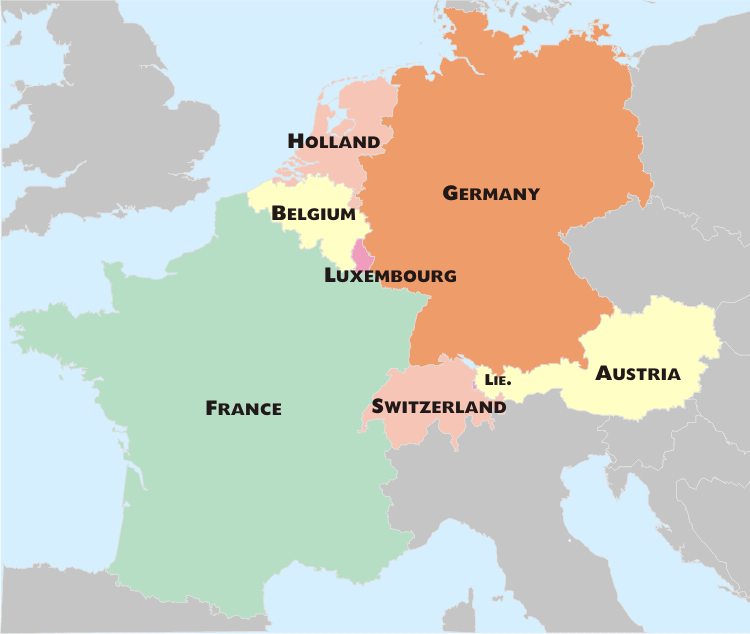 HOLLAND
GERMANY
BELGIUM
LUXEMBOURG
AUSTRIA
LIE.
SWITZERLAND
FRANCE